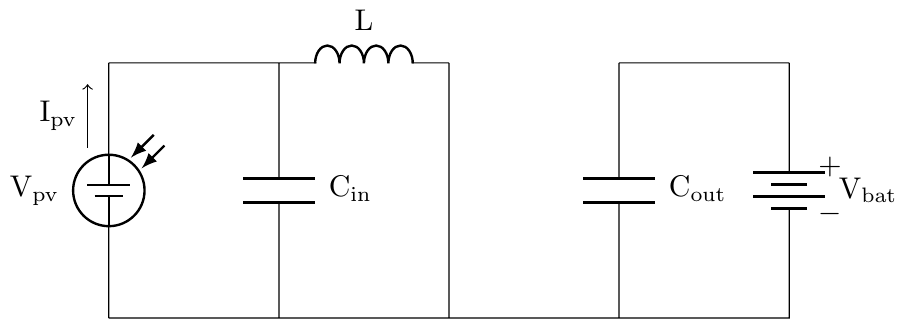 L
I_pv
V_pv
C_in
C_out
+
V_bat
−